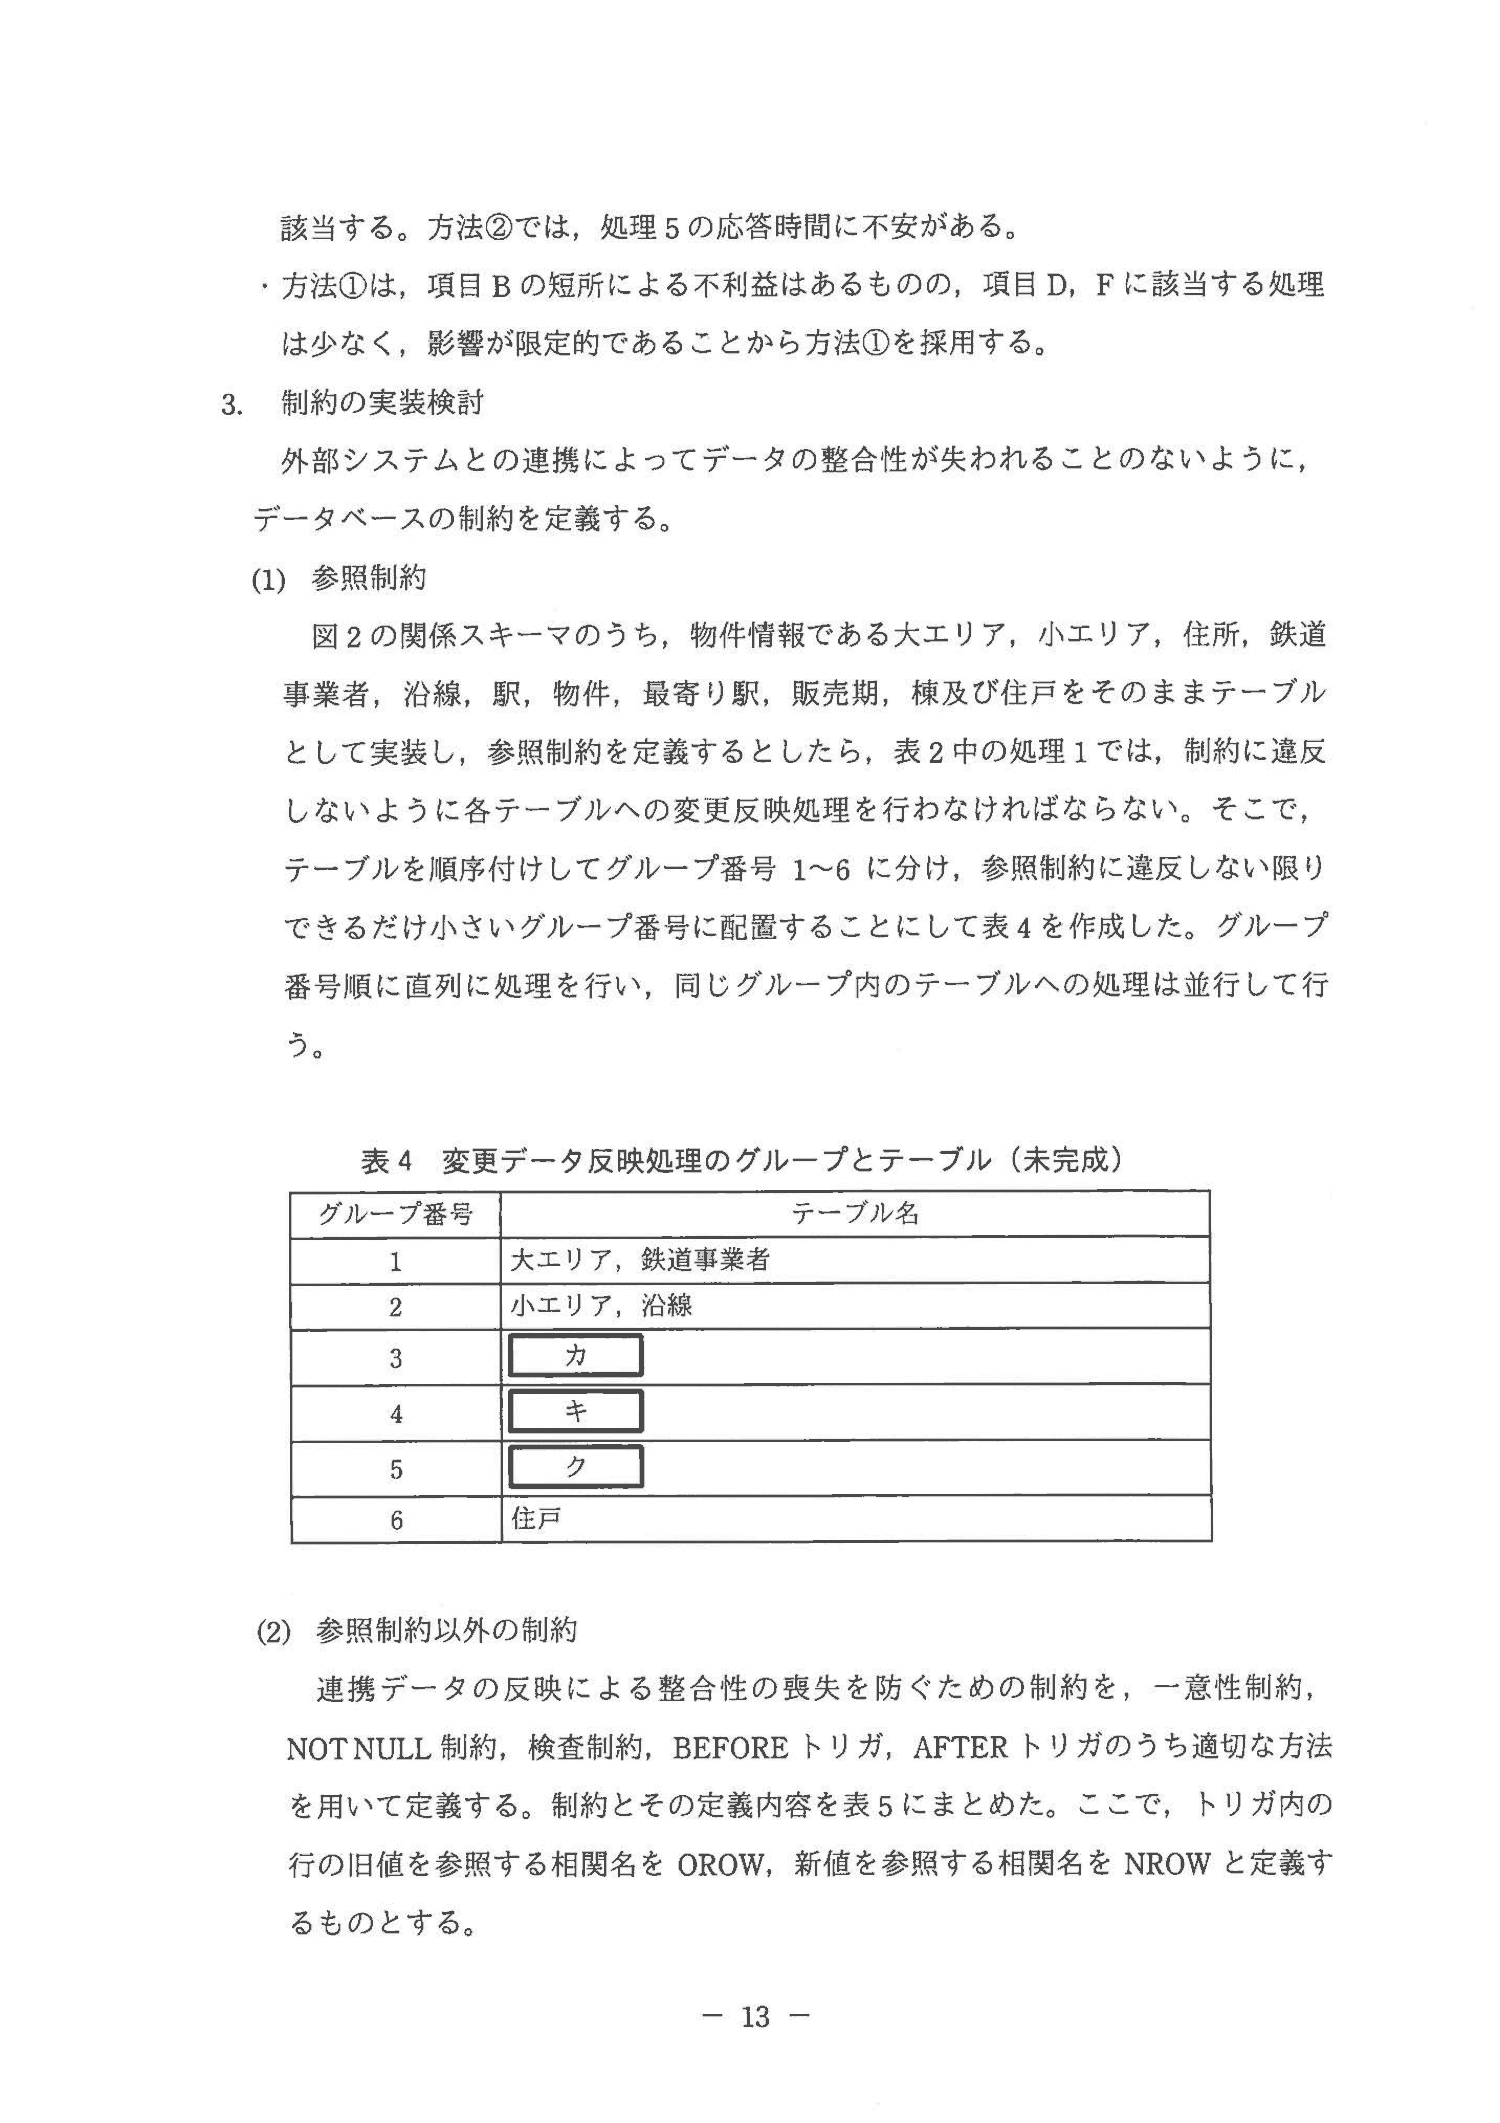 該当する。方法②では，処理 5 の応答時間に不安がある。
・方法①は，項目 B の短所による不利益はあるものの，項目 D，F に該当する処理
は少なく，影響が限定的であることから方法①を採用する。
3. 制約の実装検討
外部システムとの連携によってデータの整合性が失われることのないように，
データベースの制約を定義する。
(1) 参照制約
図 2 の関係スキーマのうち，物件情報である大エリア，小エリア，住所，鉄道
事業者，沿線，駅，物件，最寄り駅，販売期，棟及び住戸をそのままテーブル
として実装し，参照制約を定義するとしたら，表 2 中の処理 1 では，制約に違反
しないように各テーブルへの変更反映処理を行わなければならない。そこで，
テーブルを順序付けしてグループ番号 1～6 に分け，参照制約に違反しない限り
できるだけ小さいグループ番号に配置することにして表 4 を作成した。グループ
番号順に直列に処理を行い，同じグループ内のテーブルへの処理は並行して行
う。
表 4 変更データ反映処理のグループとテーブル（未完成）
グループ番号 テーブル名
1 大エリア，鉄道事業者
2 小エリア，沿線
3 カ
4 キ
5 ク
6 住戸
(2) 参照制約以外の制約
連携データの反映による整合性の喪失を防ぐための制約を，一意性制約，
NOT NULL 制約，検査制約，BEFORE トリガ，AFTER トリガのうち適切な方法
を用いて定義する。制約とその定義内容を表 5 にまとめた。ここで，トリガ内の
行の旧値を参照する相関名を OROW，新値を参照する相関名を NROW と定義す
るものとする。
－ 13 －